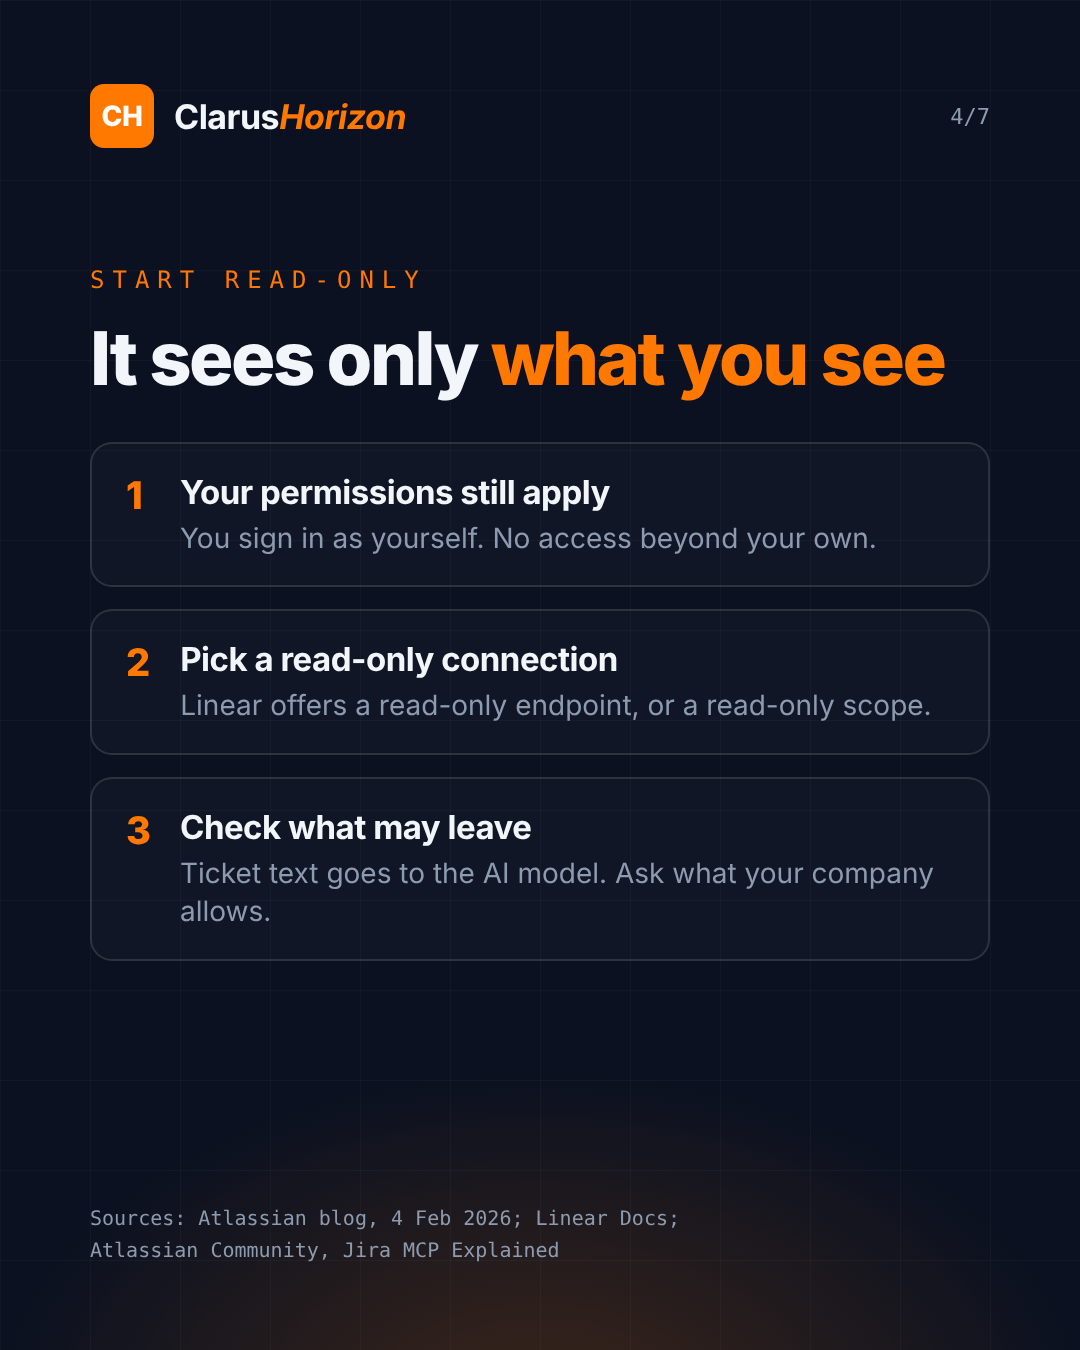 CH ClarusHorizon
4/7
START READ-ONLY
It sees only what you see
1 Your permissions still apply
You sign in as yourself. No access beyond your own.
2 Pick a read-only connection
Linear offers a read-only endpoint, or a read-only scope.
3 Check what may leave
Ticket text goes to the AI model. Ask what your company
allows.
Sources: Atlassian blog, 4 Feb 2026; Linear Docs;
Atlassian Community, Jira MCP Explained